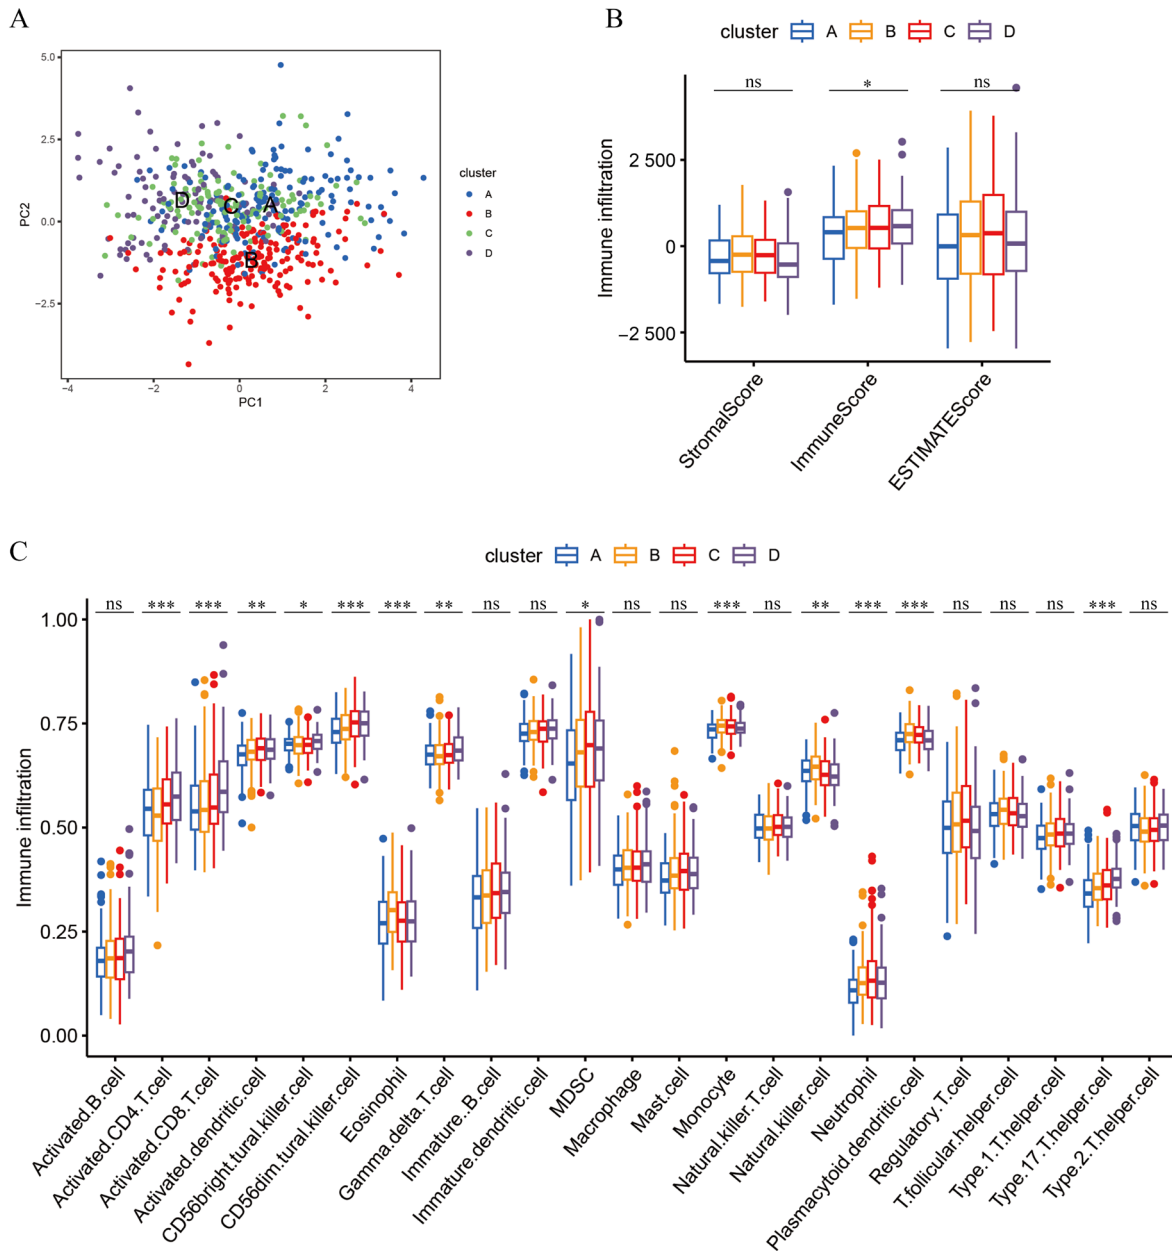 A
5.0
2.5
0.0
−2.5
PC2
−4
−2
0
2
4
PC1
D
C
A
B
cluster
A
B
C
D
B
cluster A B C D
ns * ns
Immune infiltration
2 500
0
−2 500
StromalScore
ImmuneScore
ESTIMATEScore
C
cluster A B C D
ns *** *** ** * *** *** ** ns ns * ns ns *** ns ** *** *** ns ns ns *** ns
Immune infiltration
1.00
0.75
0.50
0.25
0.00
Activated.B.cell
Activated.CD4.T.cell
Activated.CD8.T.cell
Activated.dendritic.cell
CD56bright.tural.killer.cell
CD56dim.tural.killer.cell
Eosinophil
Gamma.delta.T.cell
Immature..B.cell
Immature.dendritic.cell
MDSC
Macrophage
Mast.cell
Monocyte
Natural.killer.T.cell
Natural.killer.cell
Neutrophil
Plasmacytoid.dendritic.cell
Regulatory.T.cell
T.follicular.helper.cell
Type.1.T.helper.cell
Type.17.T.helper.cell
Type.2.T.helper.cell